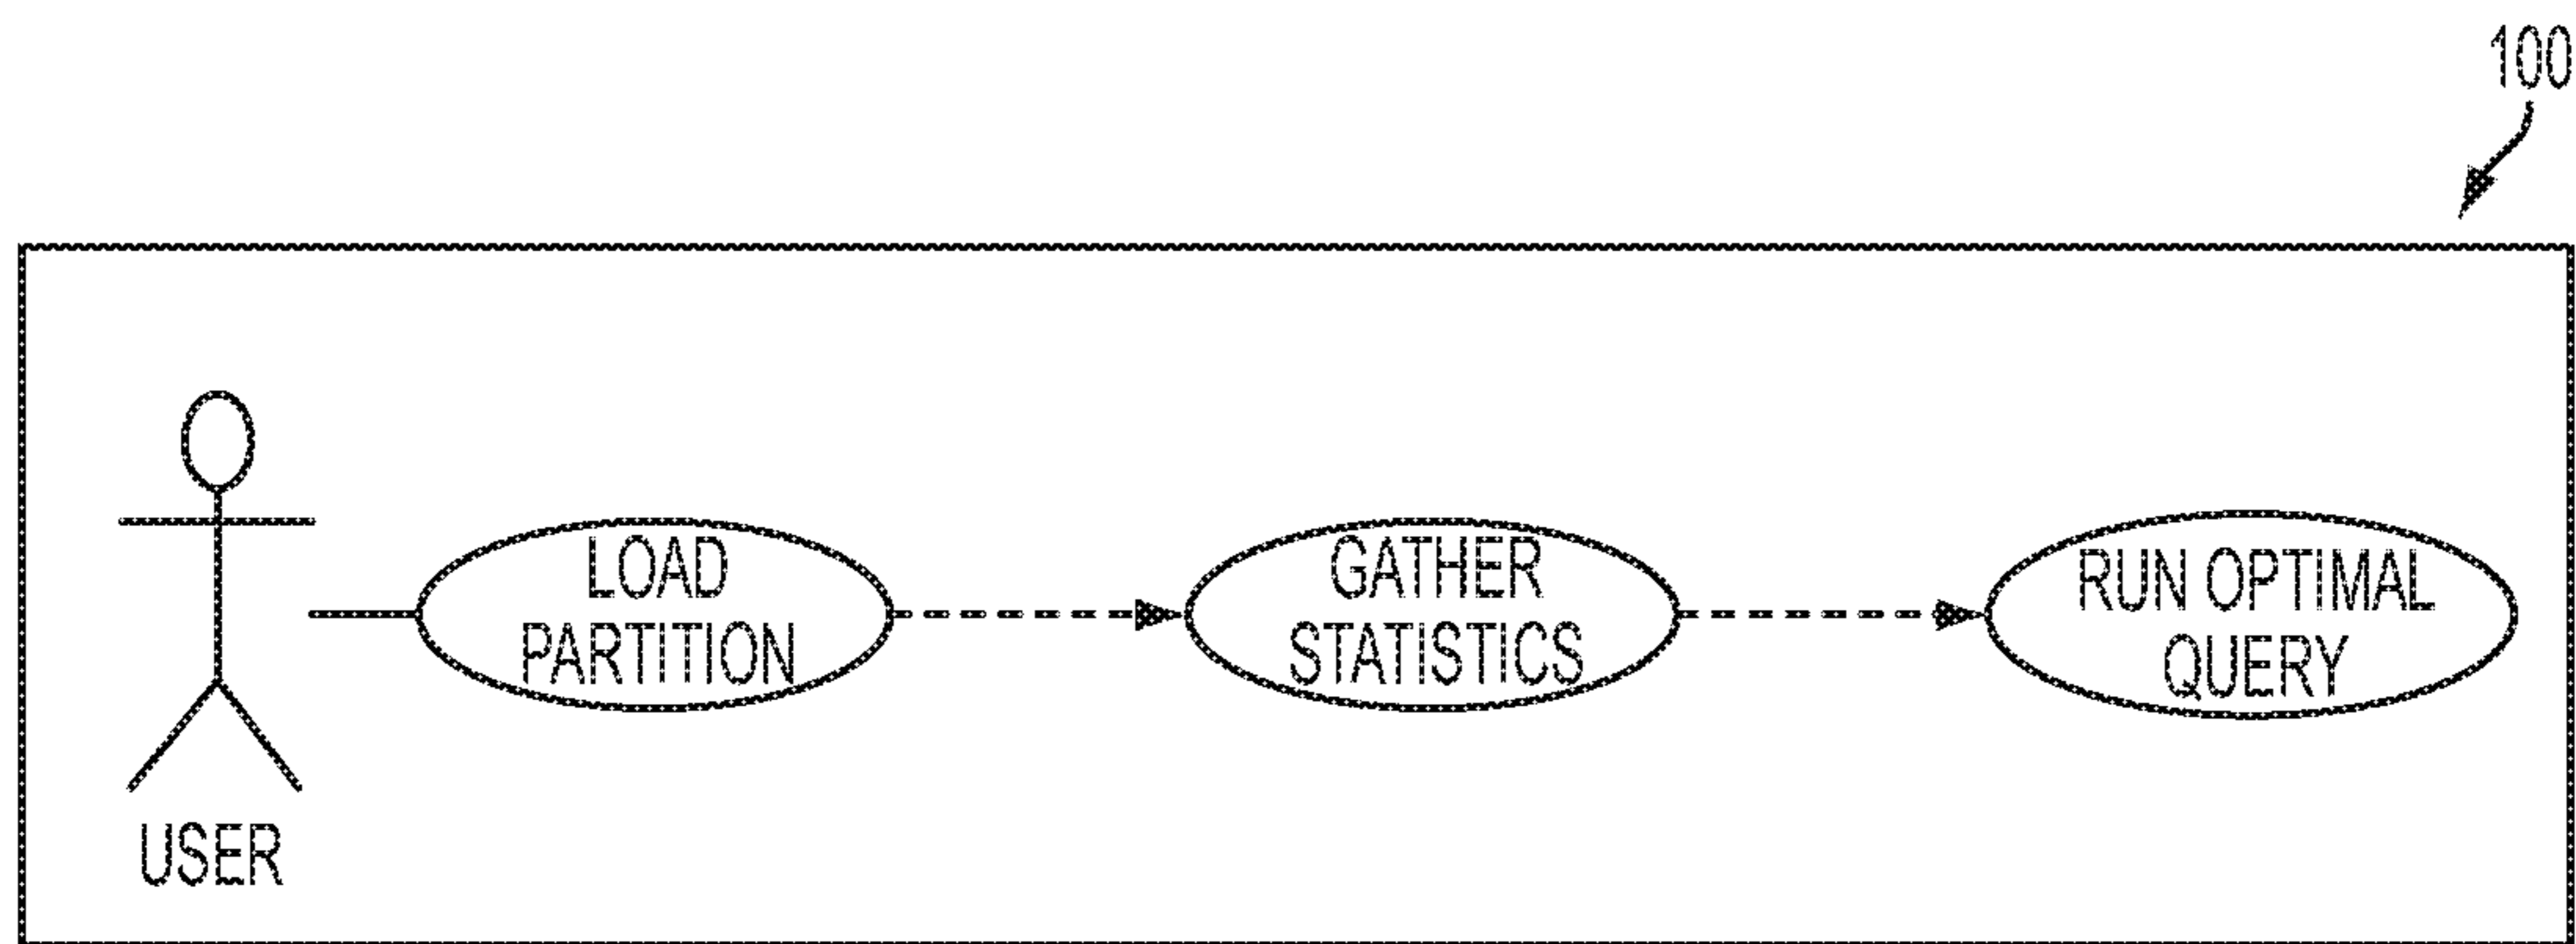 100
LOAD
PARTITION
GATHER
STATISTICS
RUN OPTIMAL
QUERY
USER